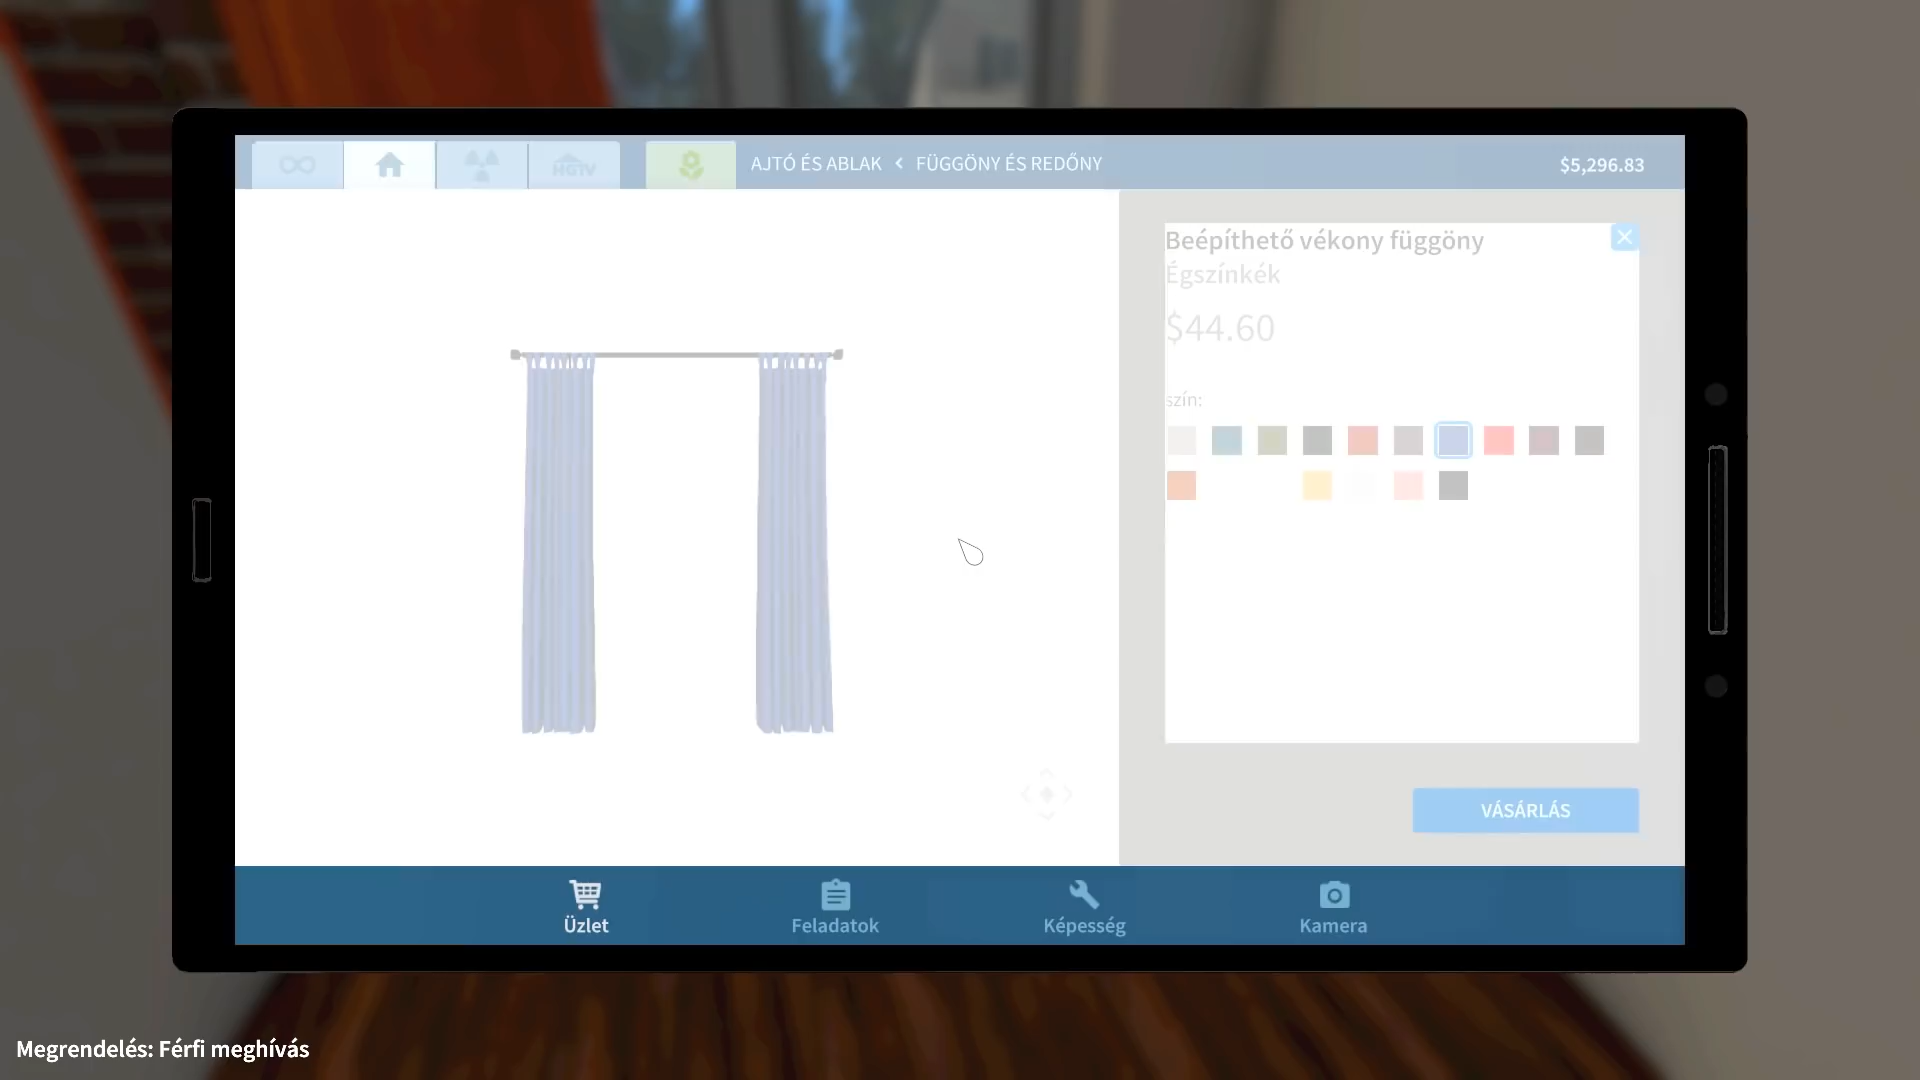 HGTV
AJTÓ ÉS ABLAK < FÜGGÖNY ÉS REDŐNY
$5,296.83
Beépíthető vékony függöny
Égszínkék
$44.60
szín:
VÁSÁRLÁS
Üzlet
Feladatok
Képesség
Kamera
Megrendelés: Férfi meghívás